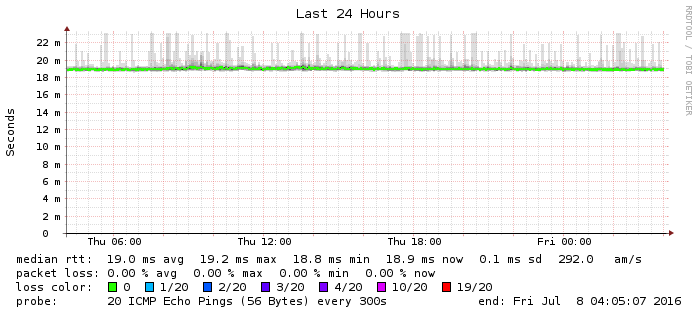 Last 24 Hours
RRDTOOL / TOBI OETIKER
Seconds
22 m
20 m
18 m
16 m
14 m
12 m
10 m
8 m
6 m
4 m
2 m
0
Thu 06:00 Thu 12:00 Thu 18:00 Fri 00:00
median rtt: 19.0 ms avg 19.2 ms max 18.8 ms min 18.9 ms now 0.1 ms sd 292.0 am/s
packet loss: 0.00 % avg 0.00 % max 0.00 % min 0.00 % now
loss color: 0 1/20 2/20 3/20 4/20 10/20 19/20
probe: 20 ICMP Echo Pings (56 Bytes) every 300s end: Fri Jul 8 04:05:07 2016